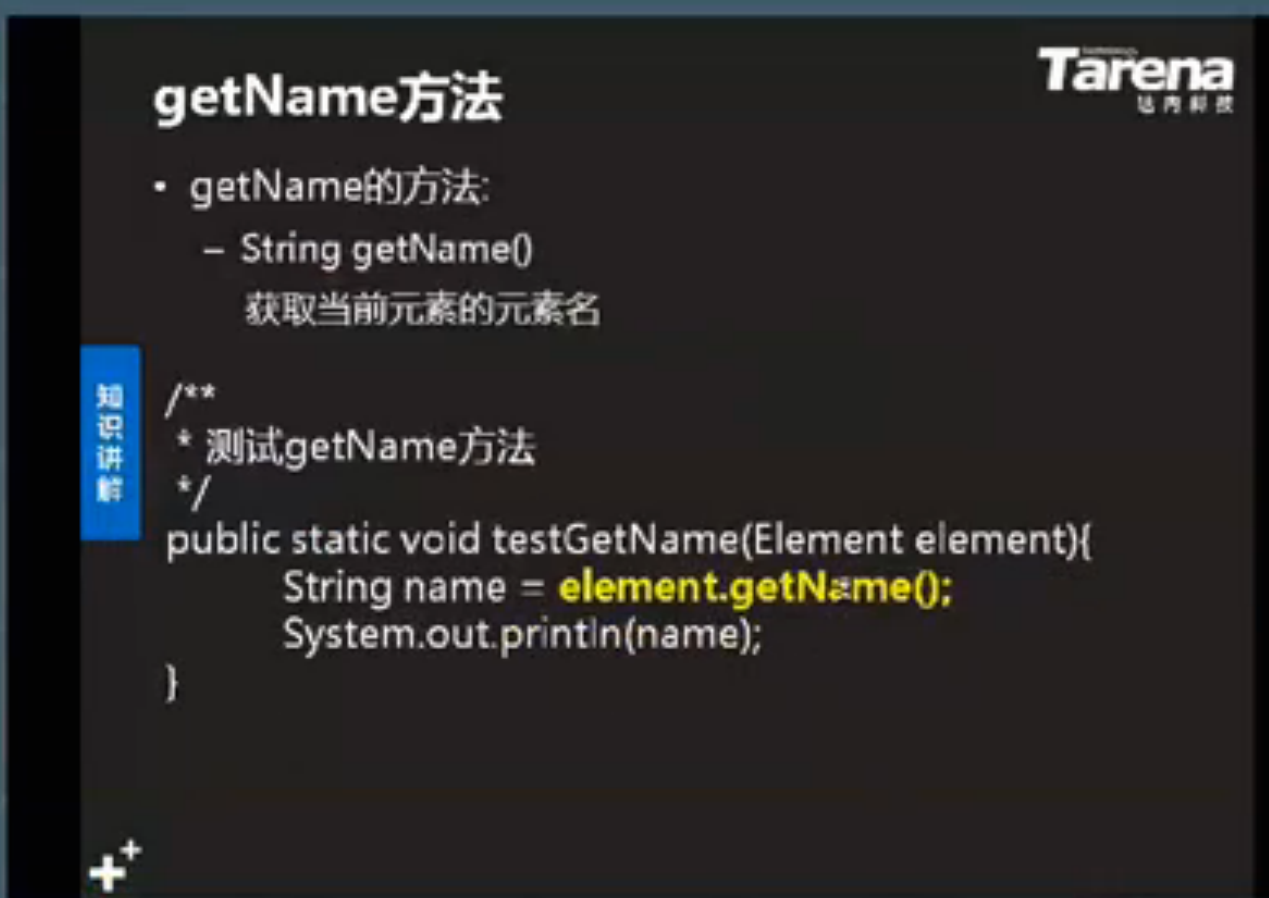 Tarena
达内科技
getName方法
• getName的方法:
– String getName()
获取当前元素的元素名
知识讲解
/**
* 测试getName方法
*/
public static void testGetName(Element element){
String name = element.getName();
System.out.println(name);
}